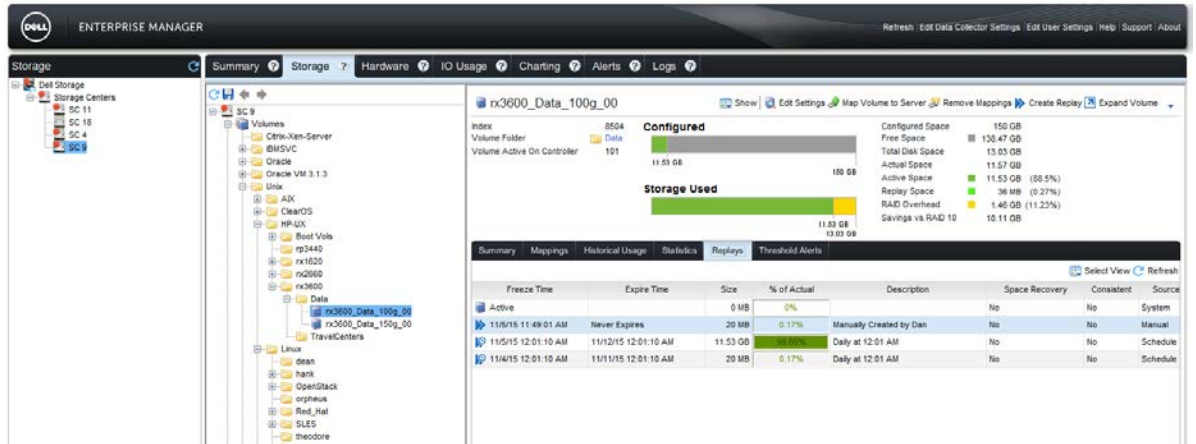 DELL ENTERPRISE MANAGER
Refresh Edit Data Collector Settings Edit User Settings Help Support About
Storage
Dell Storage
Storage Centers
SC 11
SC 18
SC 4
SC 9
Summary ? Storage ? Hardware ? IO Usage ? Charting ? Alerts ? Logs ?
SC 9
Volumes
Citrix-Xen-Server
IBMSVC
Oracle
Oracle VM 3.1.3
Unix
AIX
ClearOS
HP-UX
Boot Vols
rp3440
rx1620
rx2660
rx3600
Data
rx3600_Data_100g_00
rx3600_Data_150g_00
TravelCenters
Linux
dean
hank
OpenStack
orpheus
Red_Hat
SLES
theodore
rx3600_Data_100g_00
Show Edit Settings Map Volume to Server Remove Mappings Create Replay Expand Volume
Index 8504
Volume Folder Data
Volume Active On Controller 101
Configured
11.53 GB
150 GB
Storage Used
11.53 GB
13.03 GB
Configured Space 150 GB
Free Space 138.47 GB
Total Disk Space 13.03 GB
Actual Space 11.57 GB
Active Space 11.53 GB (88.5%)
Replay Space 36 MB (0.27%)
RAID Overhead 1.46 GB (11.23%)
Savings vs RAID 10 10.11 GB
Summary Mappings Historical Usage Statistics Replays Threshold Alerts
Select View Refresh
Freeze Time Expire Time Size % of Actual Description Space Recovery Consistent Source
Active 0 MB 0% No No System
11/5/15 11:49:01 AM Never Expires 20 MB 0.17% Manually Created by Dan No No Manual
11/5/15 12:01:10 AM 11/12/15 12:01:10 AM 11.53 GB Daily at 12:01 AM No No Schedule
11/4/15 12:01:10 AM 11/11/15 12:01:10 AM 20 MB 0.17% Daily at 12:01 AM No No Schedule